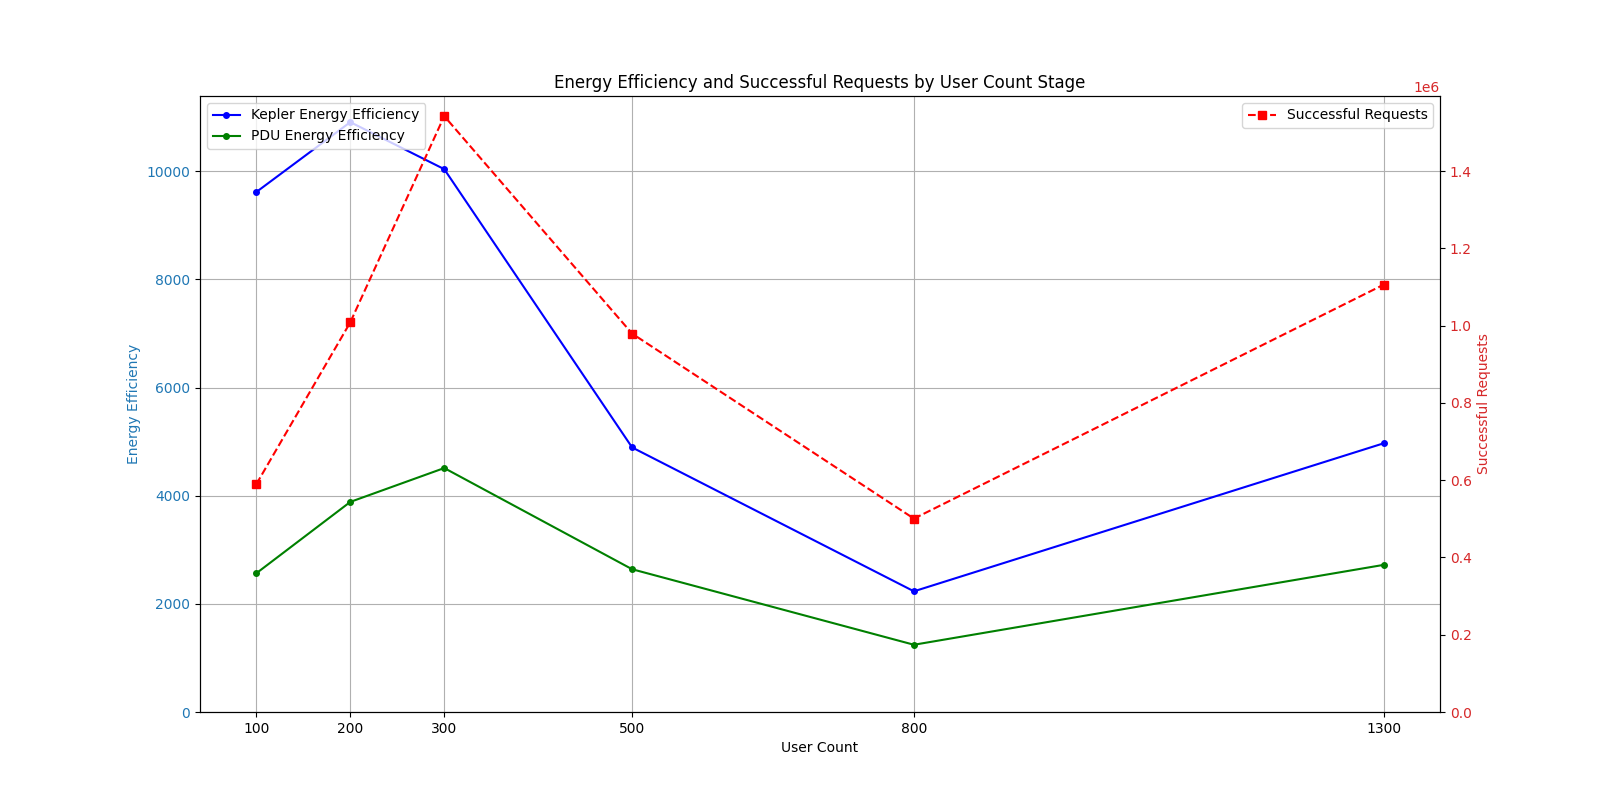 Energy Efficiency and Successful Requests by User Count Stage
1e6
Kepler Energy Efficiency
PDU Energy Efficiency
Successful Requests
10000
8000
6000
4000
2000
0
Energy Efficiency
1.4
1.2
1.0
0.8
0.6
0.4
0.2
0.0
Successful Requests
100 200 300 500 800 1300
User Count